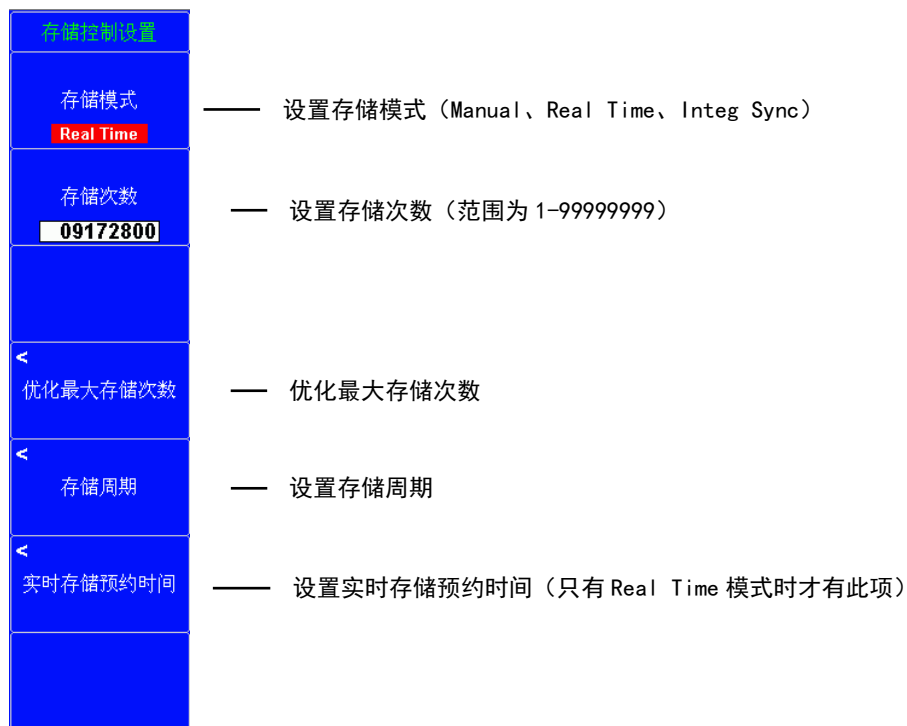 存储控制设置
存储模式
Real Time
设置存储模式（Manual、Real Time、Integ Sync）
存储次数
09172800
设置存储次数（范围为 1-99999999）
<
优化最大存储次数
优化最大存储次数
<
存储周期
设置存储周期
<
实时存储预约时间
设置实时存储预约时间（只有 Real Time 模式时才有此项）